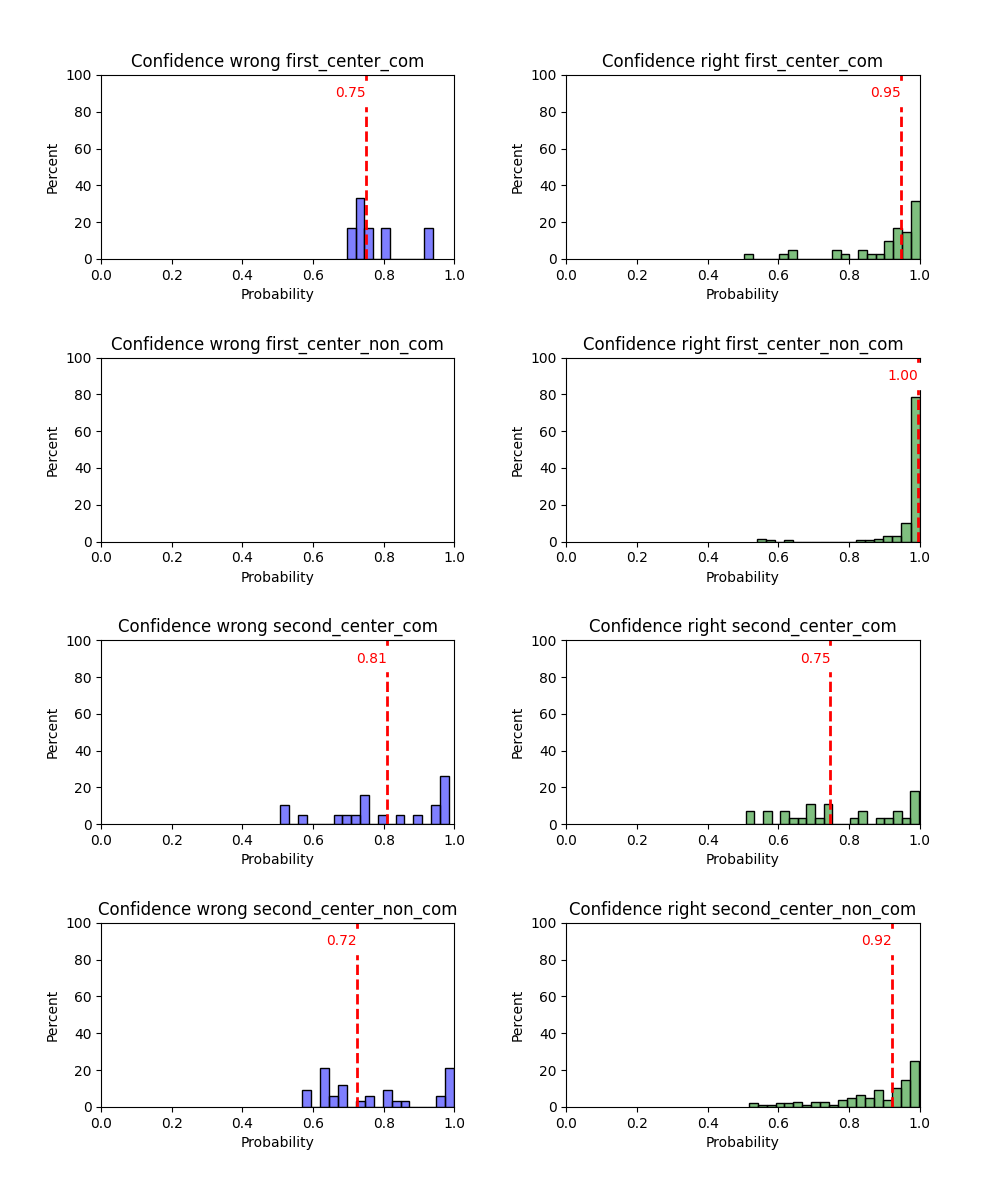 Confidence wrong first_center_com
100
80
60
40
20
0
Percent
0.75
0.0 0.2 0.4 0.6 0.8 1.0
Probability
Confidence right first_center_com
100
80
60
40
20
0
Percent
0.95
0.0 0.2 0.4 0.6 0.8 1.0
Probability
Confidence wrong first_center_non_com
100
80
60
40
20
0
Percent
0.0 0.2 0.4 0.6 0.8 1.0
Probability
Confidence right first_center_non_com
100
80
60
40
20
0
Percent
1.00
0.0 0.2 0.4 0.6 0.8 1.0
Probability
Confidence wrong second_center_com
100
80
60
40
20
0
Percent
0.81
0.0 0.2 0.4 0.6 0.8 1.0
Probability
Confidence right second_center_com
100
80
60
40
20
0
Percent
0.75
0.0 0.2 0.4 0.6 0.8 1.0
Probability
Confidence wrong second_center_non_com
100
80
60
40
20
0
Percent
0.72
0.0 0.2 0.4 0.6 0.8 1.0
Probability
Confidence right second_center_non_com
100
80
60
40
20
0
Percent
0.92
0.0 0.2 0.4 0.6 0.8 1.0
Probability